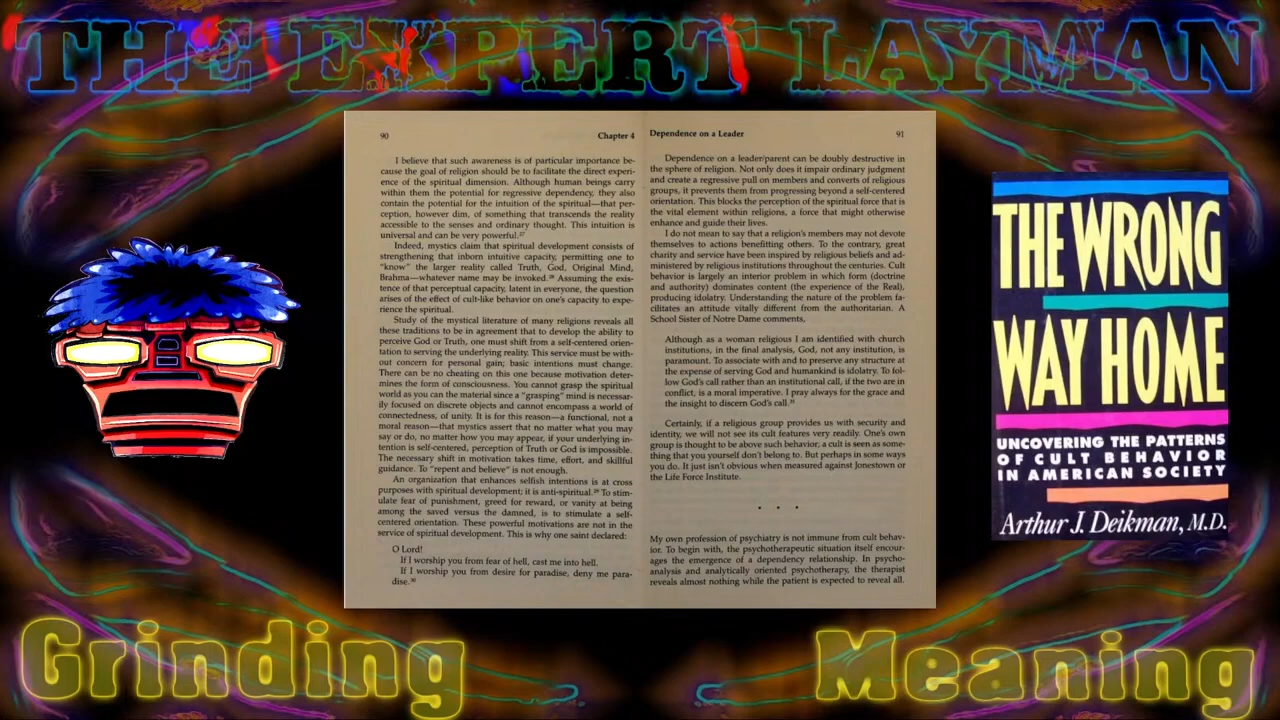 THE EXPERT LAYMAN
90 Chapter 4
I believe that such awareness is of particular importance be-
cause the goal of religion should be to facilitate the direct experi-
ence of the spiritual dimension. Although human beings carry
within them the potential for regressive dependency, they also
contain the potential for the intuition of the spiritual—that per-
ception, however dim, of something that transcends the reality
accessible to the senses and ordinary thought. This intuition is
universal and can be very powerful.27
Indeed, mystics claim that spiritual development consists of
strengthening that inborn intuitive capacity, permitting one to
“know” the larger reality called Truth, God, Original Mind,
Brahma—whatever name may be invoked.28 Assuming the exis-
tence of that perceptual capacity, latent in everyone, the question
arises of the effect of cult-like behavior on one's capacity to expe-
rience the spiritual.
Study of the mystical literature of many religions reveals all
these traditions to be in agreement that to develop the ability to
perceive God or Truth, one must shift from a self-centered orien-
tation to serving the underlying reality. This service must be with-
out concern for personal gain; basic intentions must change.
There can be no cheating on this one because motivation deter-
mines the form of consciousness. You cannot grasp the spiritual
world as you can the material since a “grasping” mind is necessar-
ily focused on discrete objects and cannot encompass a world of
connectedness, of unity. It is for this reason—a functional, not a
moral reason—that mystics assert that no matter what you may
say or do, no matter how you may appear, if your underlying in-
tention is self-centered, perception of Truth or God is impossible.
The necessary shift in motivation takes time, effort, and skillful
guidance. To “repent and believe” is not enough.
An organization that enhances selfish intentions is at cross
purposes with spiritual development; it is anti-spiritual.29 To stim-
ulate fear of punishment, greed for reward, or vanity at being
among the saved versus the damned, is to stimulate a self-
centered orientation. These powerful motivations are not in the
service of spiritual development. This is why one saint declared:
O Lord!
If I worship you from fear of hell, cast me into hell.
If I worship you from desire for paradise, deny me para-
dise.30
Dependence on a Leader 91
Dependence on a leader/parent can be doubly destructive in
the sphere of religion. Not only does it impair ordinary judgment
and create a regressive pull on members and converts of religious
groups, it prevents them from progressing beyond a self-centered
orientation. This blocks the perception of the spiritual force that is
the vital element within religions, a force that might otherwise
enhance and guide their lives.
I do not mean to say that a religion's members may not devote
themselves to actions benefitting others. To the contrary, great
charity and service have been inspired by religious beliefs and ad-
ministered by religious institutions throughout the centuries. Cult
behavior is largely an interior problem in which form (doctrine
and authority) dominates content (the experience of the Real),
producing idolatry. Understanding the nature of the problem fa-
cilitates an attitude vitally different from the authoritarian. A
School Sister of Notre Dame comments,
Although as a woman religious I am identified with church
institutions, in the final analysis, God, not any institution, is
paramount. To associate with and to preserve any structure at
the expense of serving God and humankind is idolatry. To fol-
low God's call rather than an institutional call, if the two are in
conflict, is a moral imperative. I pray always for the grace and
the insight to discern God's call.31
Certainly, if a religious group provides us with security and
identity, we will not see its cult features very readily. One's own
group is thought to be above such behavior; a cult is seen as some-
thing that you yourself don't belong to. But perhaps in some ways
you do. It just isn't obvious when measured against Jonestown or
the Life Force Institute.
. . .
My own profession of psychiatry is not immune from cult behav-
ior. To begin with, the psychotherapeutic situation itself encour-
ages the emergence of a dependency relationship. In psycho-
analysis and analytically oriented psychotherapy, the therapist
reveals almost nothing while the patient is expected to reveal all.
THE WRONG
WAY HOME
UNCOVERING THE PATTERNS
OF CULT BEHAVIOR
IN AMERICAN SOCIETY
Arthur J. Deikman, M.D.
Grinding Meaning